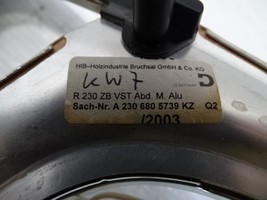 HIB-Holzindustrie Bruchsal GmbH & Co. KG
KW7
D
R 230 ZB VST Abd. M. Alu
Sach-Nr. A 230 680 5739 KZ Q2
/2003